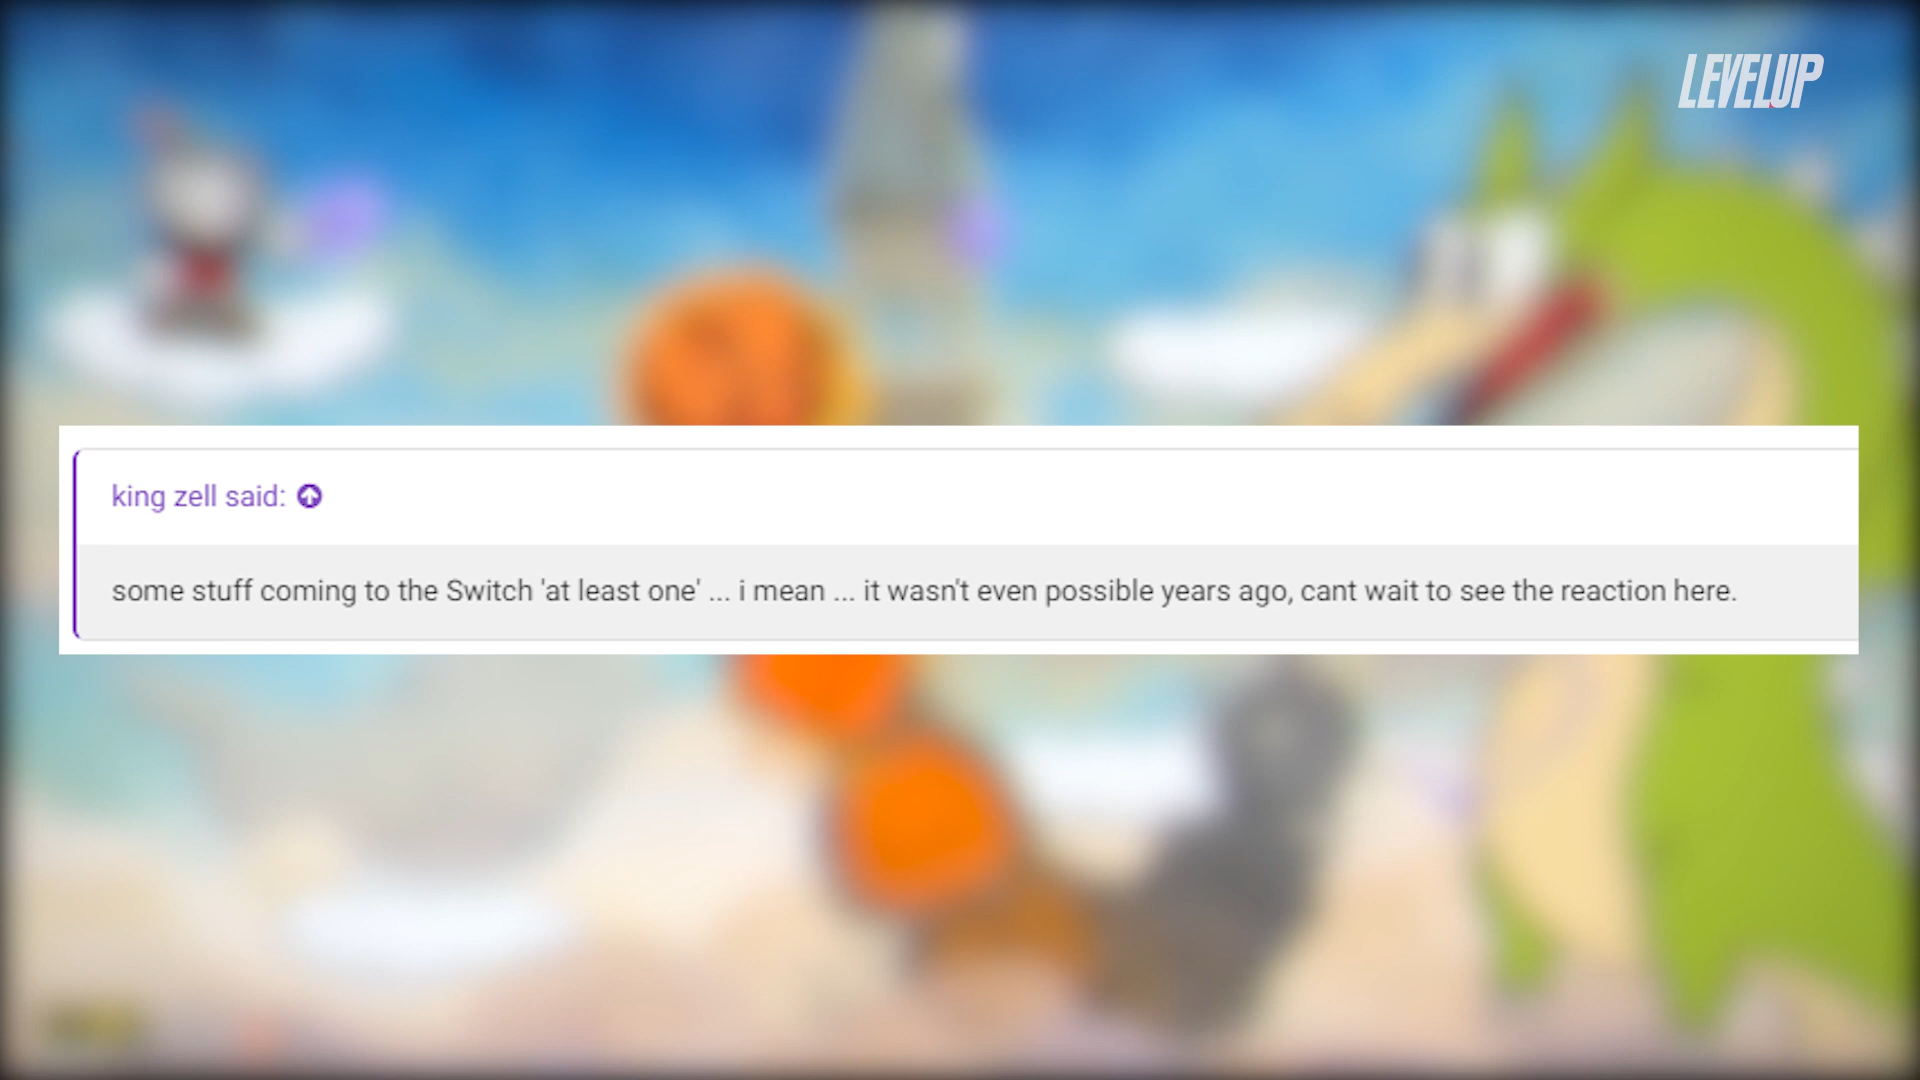 LEVELUP
king zell said:
some stuff coming to the Switch 'at least one' ... i mean ... it wasn't even possible years ago, cant wait to see the reaction here.